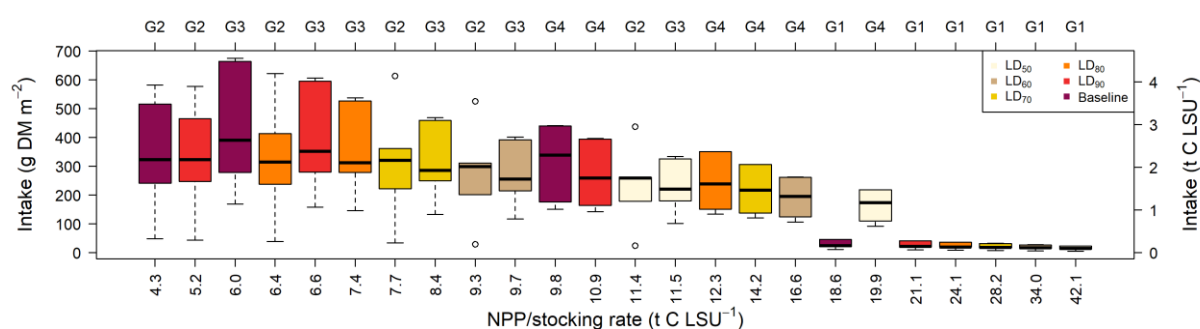 G2 G2 G3 G2 G3 G3 G2 G3 G2 G3 G4 G4 G2 G3 G4 G4 G4 G1 G4 G1 G1 G1 G1 G1
Intake (g DM m⁻²)
700
600
500
400
300
200
100
0
LD₅₀ LD₈₀
LD₆₀ LD₉₀
LD₇₀ Baseline
4
3
2
1
0
Intake (t C LSU⁻¹)
4.3 5.2 6.0 6.4 6.6 7.4 7.7 8.4 9.3 9.7 9.8 10.9 11.4 11.5 12.3 14.2 16.6 18.6 19.9 21.1 24.1 28.2 34.0 42.1
NPP/stocking rate (t C LSU⁻¹)